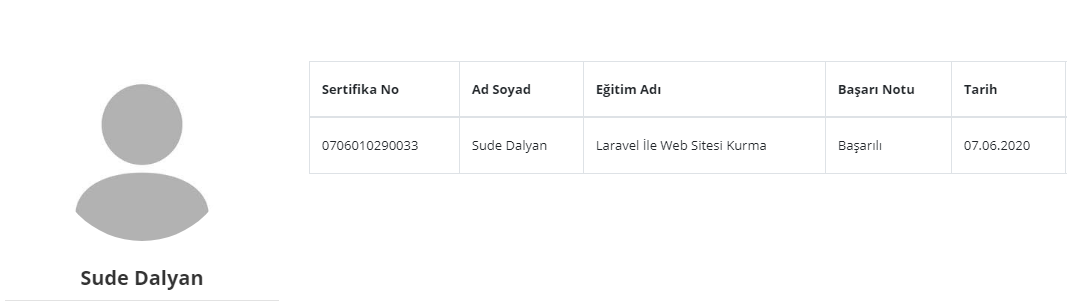 Sude Dalyan
Sertifika No Ad Soyad Eğitim Adı Başarı Notu Tarih
0706010290033 Sude Dalyan Laravel İle Web Sitesi Kurma Başarılı 07.06.2020